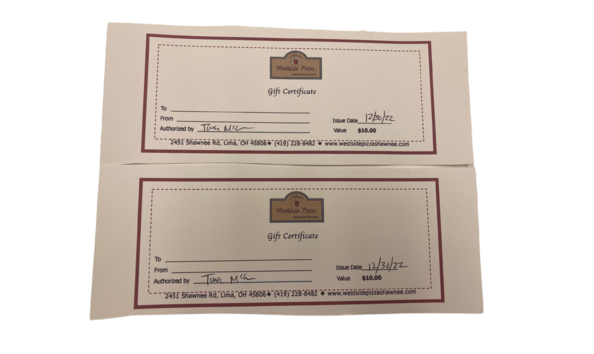 Westside Pizza
Gift Certificate
To
From
Issue Date 12/30/22
Authorized by
Value $10.00
2451 Shawnee Rd, Lima, OH 45806 ♦ (419) 228-8482 ♦ www.westsidepizzashawnee.com
Westside Pizza
Gift Certificate
To
From
Issue Date 12/30/22
Authorized by
Value $10.00
2451 Shawnee Rd, Lima, OH 45806 ♦ (419) 228-8482 ♦ www.westsidepizzashawnee.com